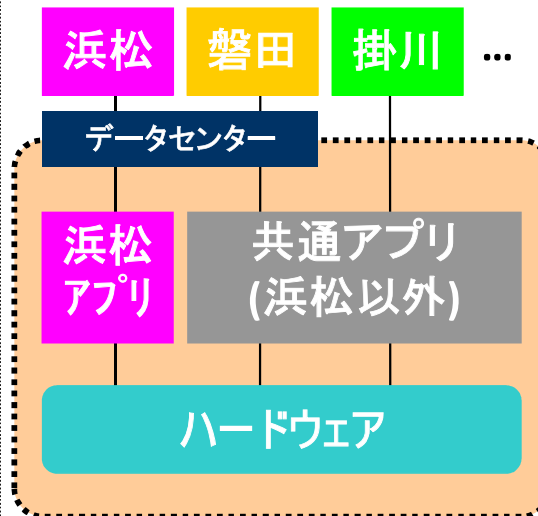 浜松
磐田
掛川
…
データセンター
浜松
アプリ
共通アプリ
(浜松以外)
ハードウェア